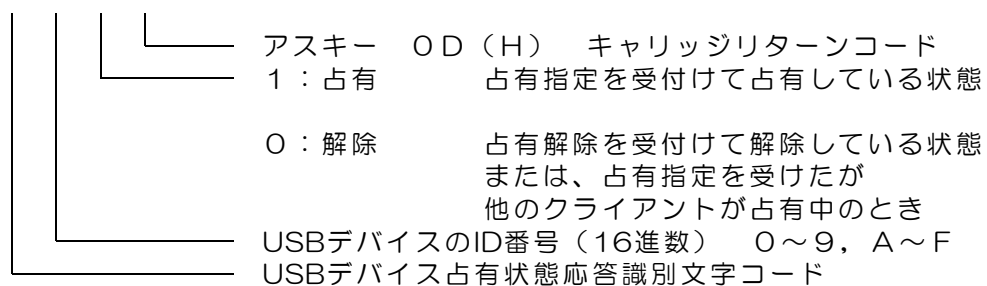 アスキー　０Ｄ（Ｈ）　キャリッジリターンコード
１：占有　占有指定を受付けて占有している状態
０：解除　占有解除を受付けて解除している状態
または、占有指定を受けたが
他のクライアントが占有中のとき
USBデバイスのID番号（16進数）　０～９，Ａ～Ｆ
USBデバイス占有状態応答識別文字コード